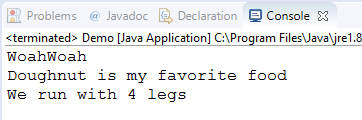 Problems @ Javadoc Declaration Console
<terminated> Demo [Java Application] C:\Program Files\Java\jre1.8
WoahWoah
Doughnut is my favorite food
We run with 4 legs